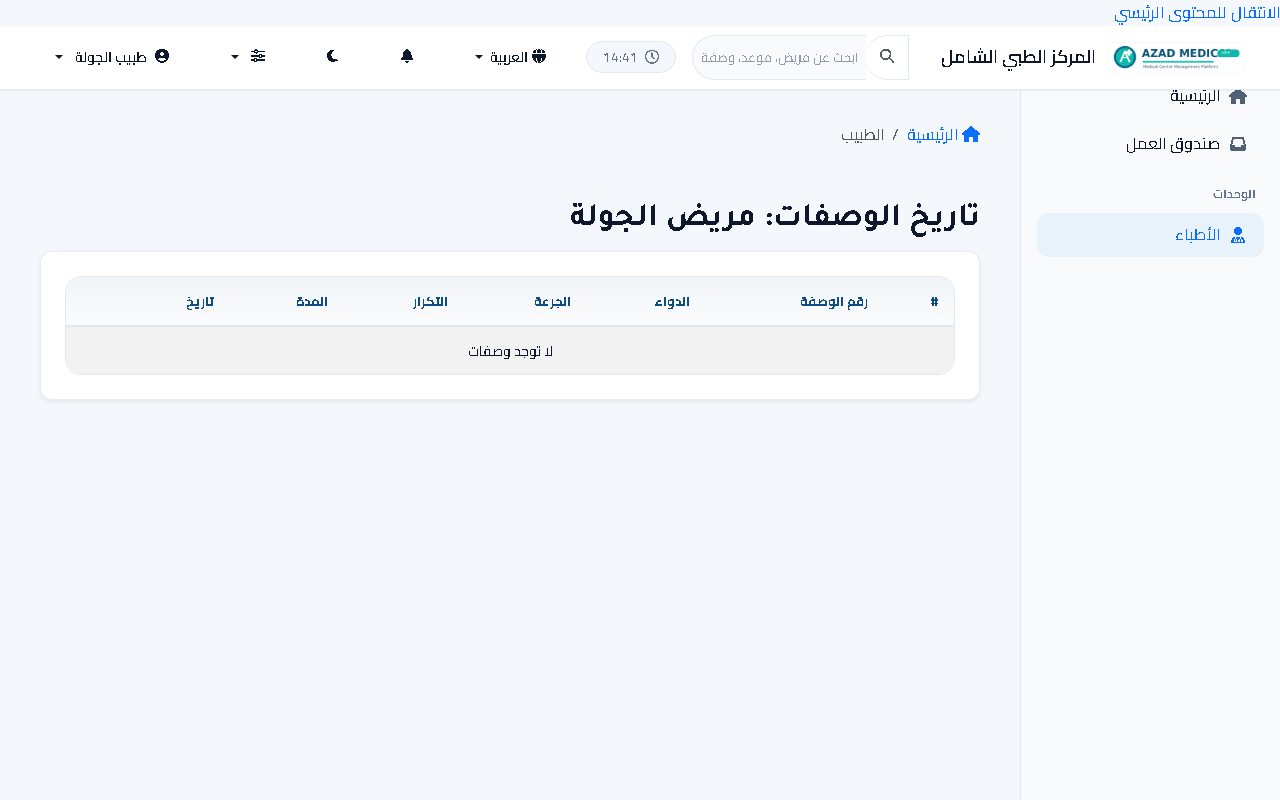 الانتقال للمحتوى الرئيسي
AZAD MEDIC
Medical Centre Management Platform
المركز الطبي الشامل
ابحث عن مريض، موعد، وصفة
14:41
العربية
طبيب الجولة
الرئيسية
صندوق العمل
الوحدات
الأطباء
الرئيسية / الطبيب
تاريخ الوصفات: مريض الجولة
# رقم الوصفة الدواء الجرعة التكرار المدة تاريخ
لا توجد وصفات